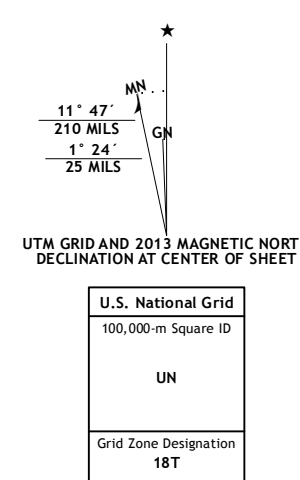 ★
MN
11° 47´
210 MILS
GN
1° 24´
25 MILS
UTM GRID AND 2013 MAGNETIC NORT
DECLINATION AT CENTER OF SHEET
U.S. National Grid
100,000-m Square ID
UN
Grid Zone Designation
18T